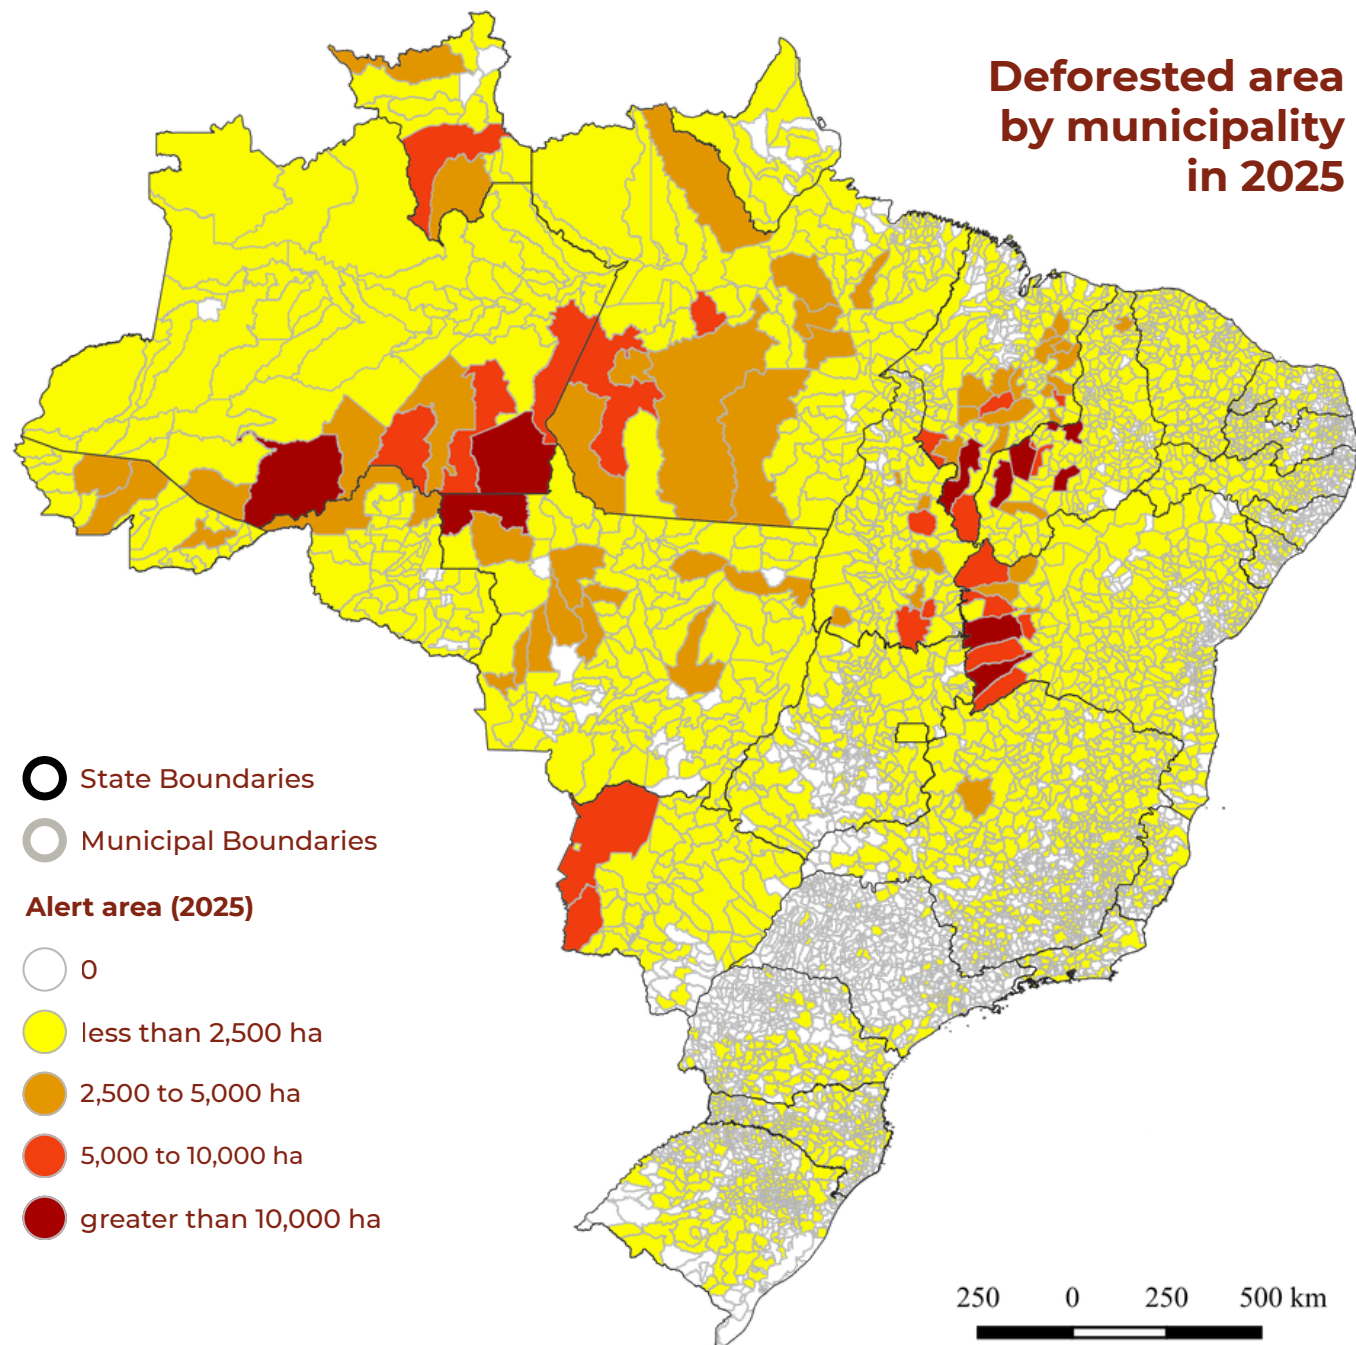 Deforested area
by municipality
in 2025
State Boundaries
Municipal Boundaries
Alert area (2025)
0
less than 2,500 ha
2,500 to 5,000 ha
5,000 to 10,000 ha
greater than 10,000 ha
250 0 250 500 km